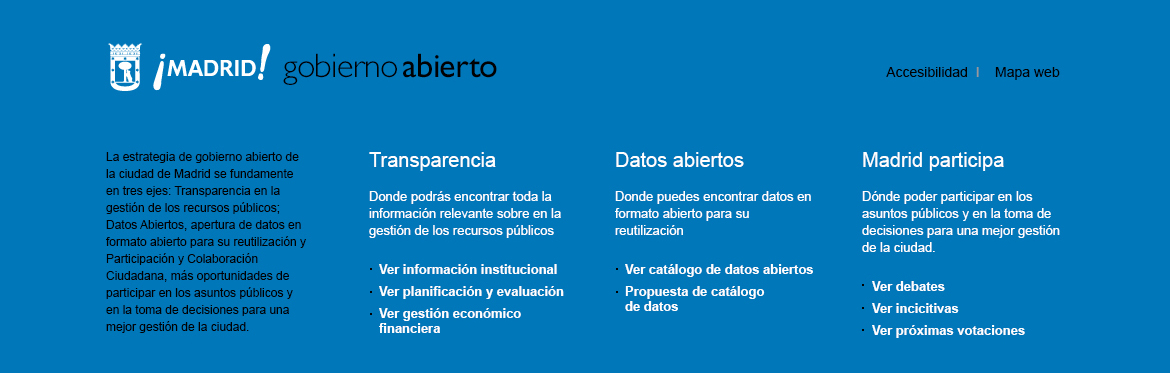 ¡MADRID! gobierno abierto
Accesibilidad | Mapa web
La estrategia de gobierno abierto de
la ciudad de Madrid se fundamente
en tres ejes: Transparencia en la
gestión de los recursos públicos;
Datos Abiertos, apertura de datos en
formato abierto para su reutilización y
Participación y Colaboración
Ciudadana, más oportunidades de
participar en los asuntos públicos y
en la toma de decisiones para una
mejor gestión de la ciudad.
Transparencia
Donde podrás encontrar toda la
información relevante sobre en la
gestión de los recursos públicos
· Ver información institucional
· Ver planificación y evaluación
· Ver gestión económico
financiera
Datos abiertos
Donde puedes encontrar datos en
formato abierto para su
reutilización
· Ver catálogo de datos abiertos
· Propuesta de catálogo
de datos
Madrid participa
Dónde poder participar en los
asuntos públicos y en la toma de
decisiones para una mejor gestión
de la ciudad.
· Ver debates
· Ver incicitivas
· Ver próximas votaciones